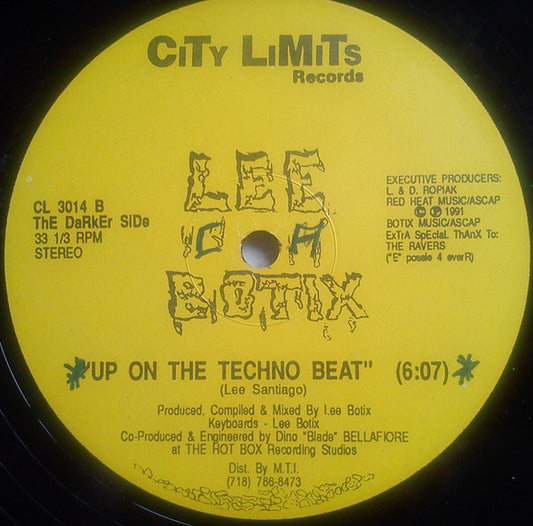 CiTy LiMiTs
Records
LEE
C H
BOTIX
CL 3014 B
ThE DaRkEr SiDe
33 1/3 RPM
STEREO
EXECUTIVE PRODUCERS:
L. & D. ROPIAK
RED HEAT MUSIC/ASCAP
© ℗ 1991
BOTIX MUSIC/ASCAP
ExTrA SpEcIaL ThAnX To:
THE RAVERS
("E" pousie 4 everR)
"UP ON THE TECHNO BEAT" (6:07)
(Lee Santiago)
Produced, Compiled & Mixed By Lee Botix
Keyboards - Lee Botix
Co-Produced & Engineered by Dino "Blade" BELLAFIORE
at THE HOT BOX Recording Studios
Dist. By M.T.I.
(718) 786-8473